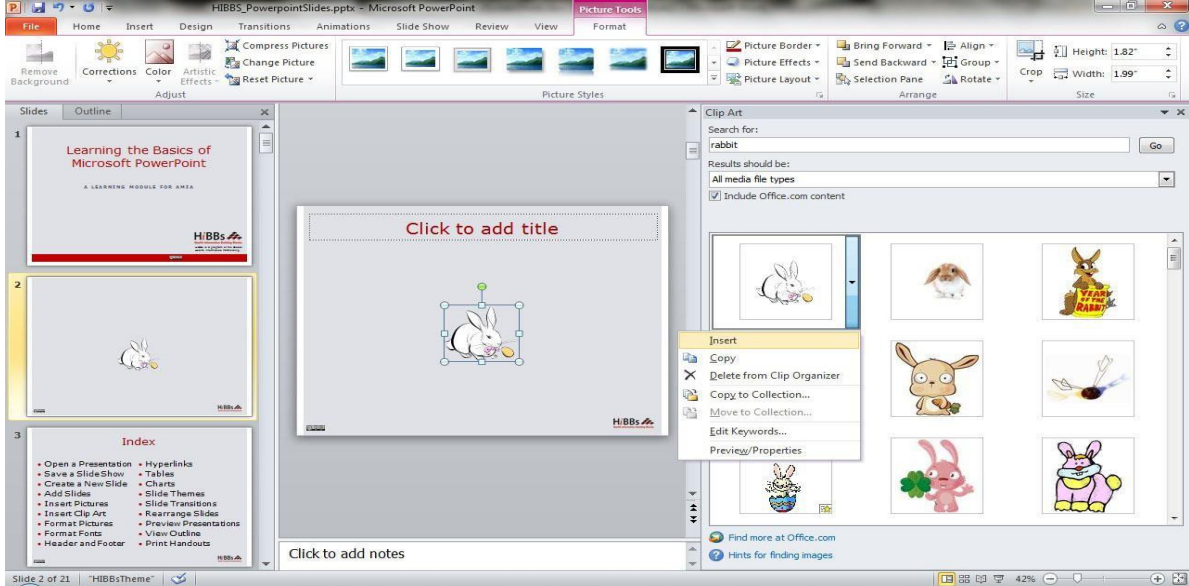 HIBBS_PowerpointSlides.pptx - Microsoft PowerPoint
Picture Tools
File Home Insert Design Transitions Animations Slide Show Review View Format
Remove Background
Corrections
Color
Artistic Effects
Compress Pictures
Change Picture
Reset Picture
Adjust
Picture Styles
Picture Border
Picture Effects
Picture Layout
Bring Forward
Send Backward
Selection Pane
Align
Group
Rotate
Arrange
Crop
Height: 1.82"
Width: 1.99"
Size
Slides Outline
1
Learning the Basics of
Microsoft PowerPoint
A LEARNING MODULE FOR AMIA
HiBBs
2
HiBBs
3
Index
• Open a Presentation
• Save a SlideShow
• Create a New Slide
• Add Slides
• Insert Pictures
• Insert Clip Art
• Format Pictures
• Format Fonts
• Header and Footer
• Hyperlinks
• Tables
• Charts
• Slide Themes
• Slide Transitions
• Rearrange Slides
• Preview Presentations
• View Outline
• Print Handouts
HiBBs
Click to add title
HiBBs
Click to add notes
Clip Art
Search for:
rabbit
Go
Results should be:
All media file types
Include Office.com content
YEAR
OF THE
RABBIT
Insert
Copy
Delete from Clip Organizer
Copy to Collection...
Move to Collection...
Edit Keywords...
Preview/Properties
Find more at Office.com
Hints for finding images
Slide 2 of 21 "HIBBsTheme"
42%